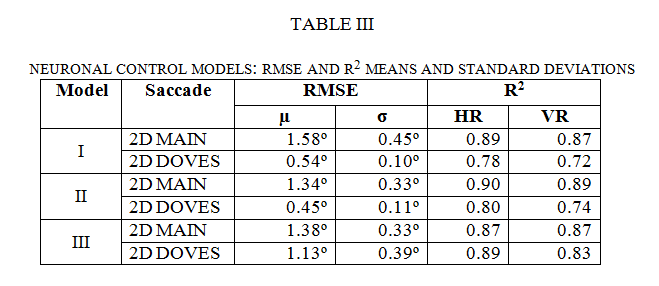 TABLE III
NEURONAL CONTROL MODELS: RMSE AND R² MEANS AND STANDARD DEVIATIONS
Model Saccade RMSE R²
μ σ HR VR
I 2D MAIN 1.58º 0.45º 0.89 0.87
2D DOVES 0.54º 0.10º 0.78 0.72
II 2D MAIN 1.34º 0.33º 0.90 0.89
2D DOVES 0.45º 0.11º 0.80 0.74
III 2D MAIN 1.38º 0.33º 0.87 0.87
2D DOVES 1.13º 0.39º 0.89 0.83